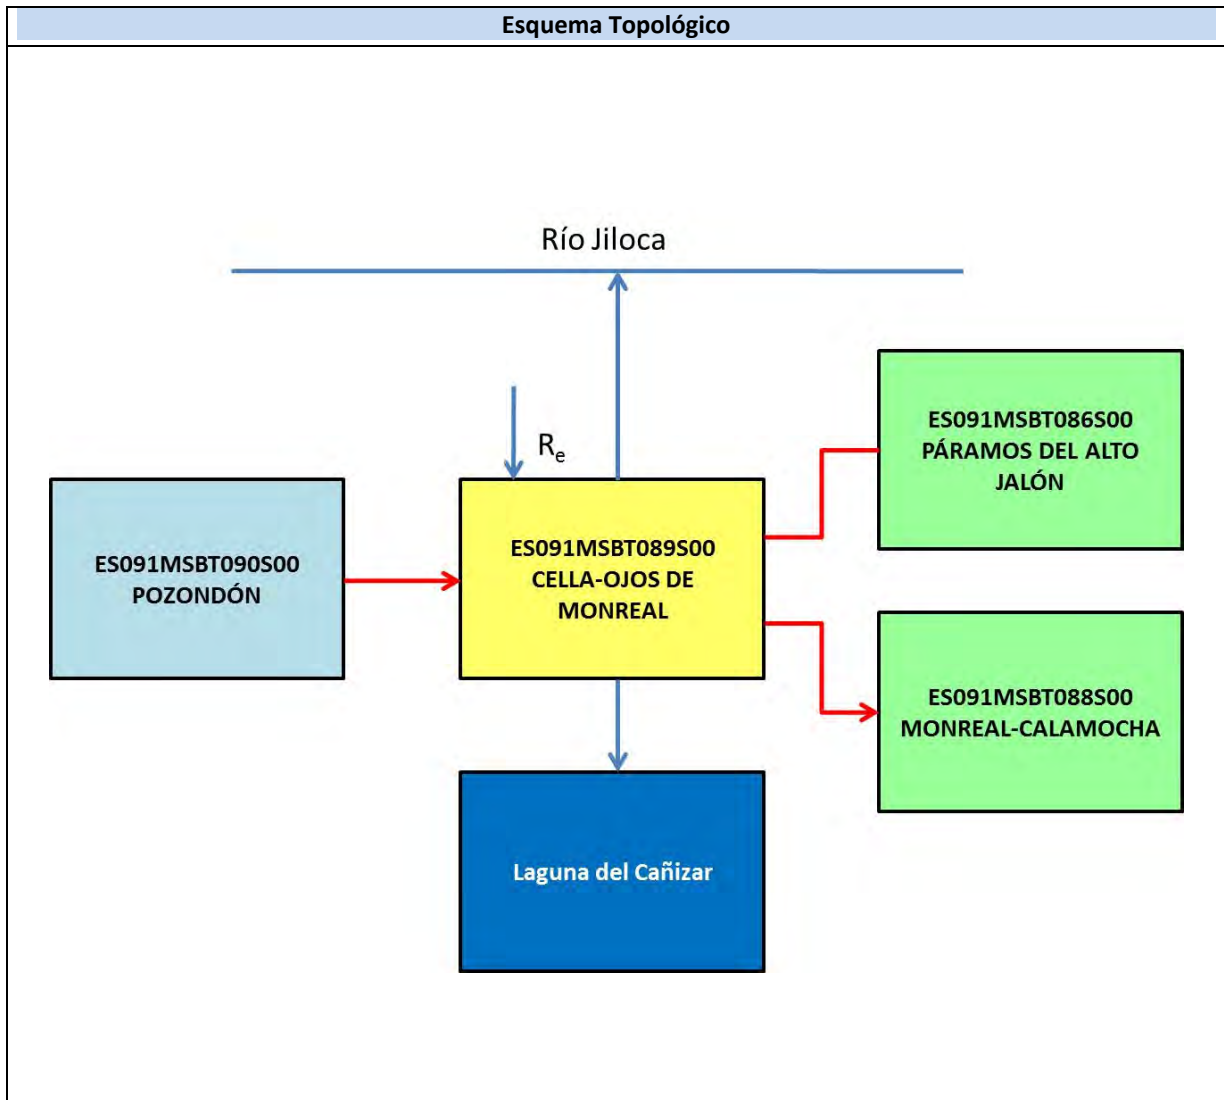 Esquema Topológico
Río Jiloca
Re
ES091MSBT086S00
PÁRAMOS DEL ALTO
JALÓN
ES091MSBT090S00
POZONDÓN
ES091MSBT089S00
CELLA-OJOS DE
MONREAL
ES091MSBT088S00
MONREAL-CALAMOCHA
Laguna del Cañizar